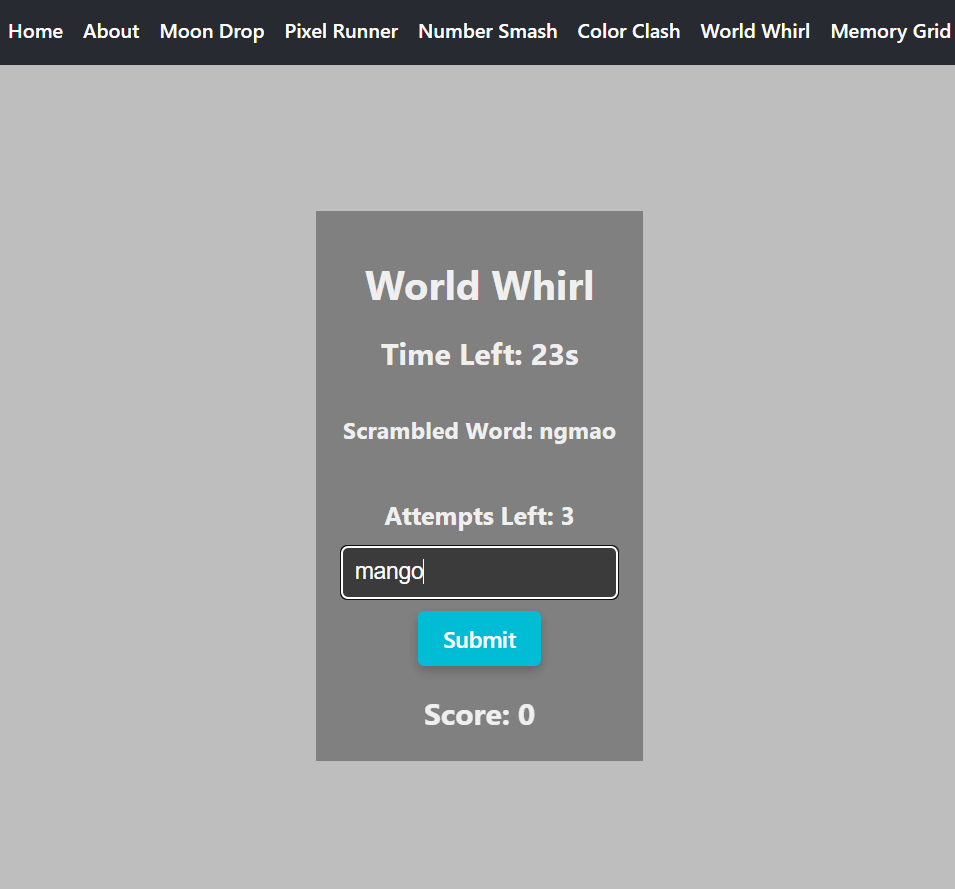 Home About Moon Drop Pixel Runner Number Smash Color Clash World Whirl Memory Grid
World Whirl
Time Left: 23s
Scrambled Word: ngmao
Attempts Left: 3
mango
Submit
Score: 0